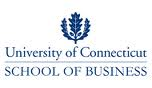 University of Connecticut
SCHOOL OF BUSINESS